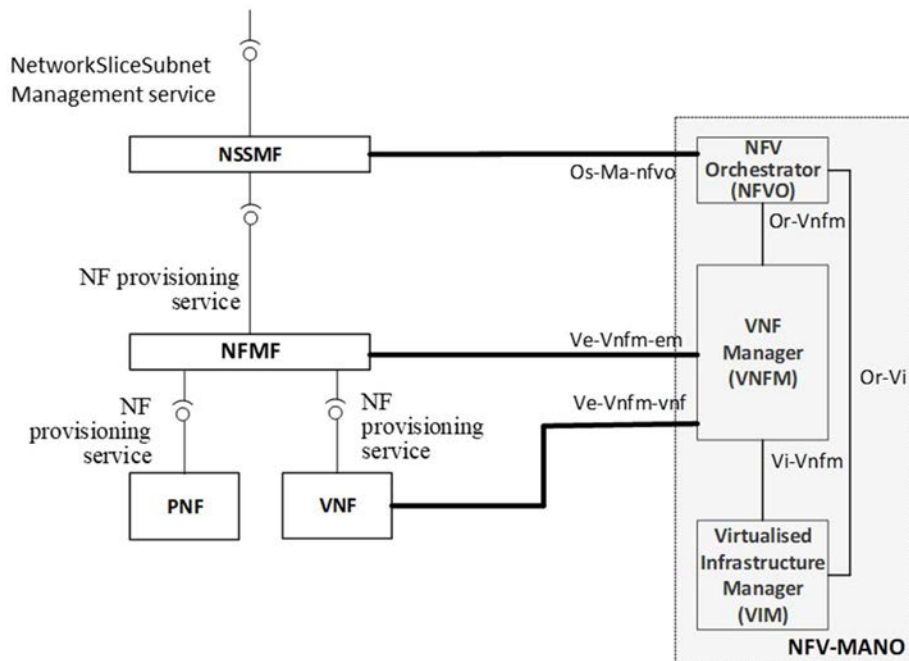 NetworkSliceSubnet
Management service
NSSMF
NFV
Orchestrator
(NFVO)
Os-Ma-nfvo
Or-Vnfm
NF provisioning
service
NFMF
Ve-Vnfm-em
VNF
Manager
(VNFM)
Or-Vi
Ve-Vnfm-vnf
NF
provisioning
service
NF
provisioning
service
Vi-Vnfm
PNF
VNF
Virtualised
Infrastructure
Manager
(VIM)
NFV-MANO